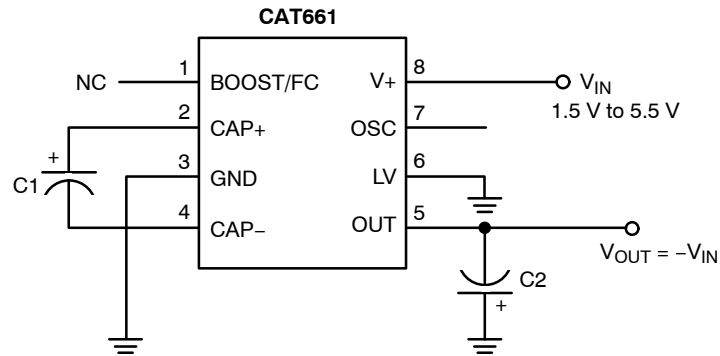 CAT661
NC
1
BOOST/FC
V+
8
V_IN
1.5 V to 5.5 V
2
CAP+
OSC
7
+
C1
3
GND
LV
6
4
CAP−
OUT
5
V_OUT = −V_IN
C2
+